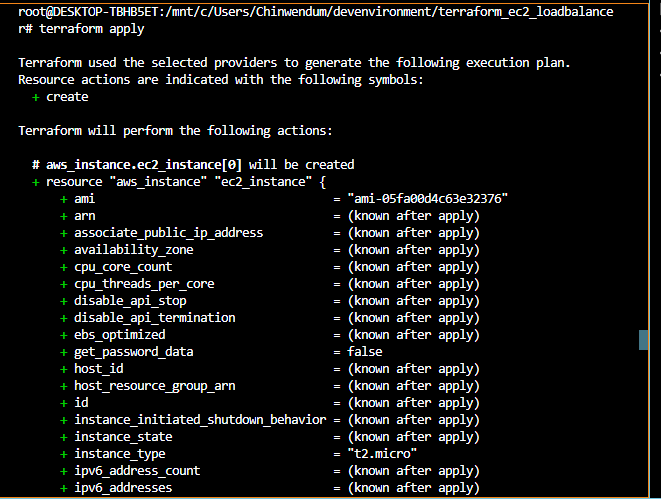 root@DESKTOP-TBHB5ET:/mnt/c/Users/Chinwendum/devenvironment/terraform_ec2_loadbalance
r# terraform apply
Terraform used the selected providers to generate the following execution plan.
Resource actions are indicated with the following symbols:
+ create
Terraform will perform the following actions:
# aws_instance.ec2_instance[0] will be created
+ resource "aws_instance" "ec2_instance" {
+ ami = "ami-05fa00d4c63e32376"
+ arn = (known after apply)
+ associate_public_ip_address = (known after apply)
+ availability_zone = (known after apply)
+ cpu_core_count = (known after apply)
+ cpu_threads_per_core = (known after apply)
+ disable_api_stop = (known after apply)
+ disable_api_termination = (known after apply)
+ ebs_optimized = (known after apply)
+ get_password_data = false
+ host_id = (known after apply)
+ host_resource_group_arn = (known after apply)
+ id = (known after apply)
+ instance_initiated_shutdown_behavior = (known after apply)
+ instance_state = (known after apply)
+ instance_type = "t2.micro"
+ ipv6_address_count = (known after apply)
+ ipv6_addresses = (known after apply)